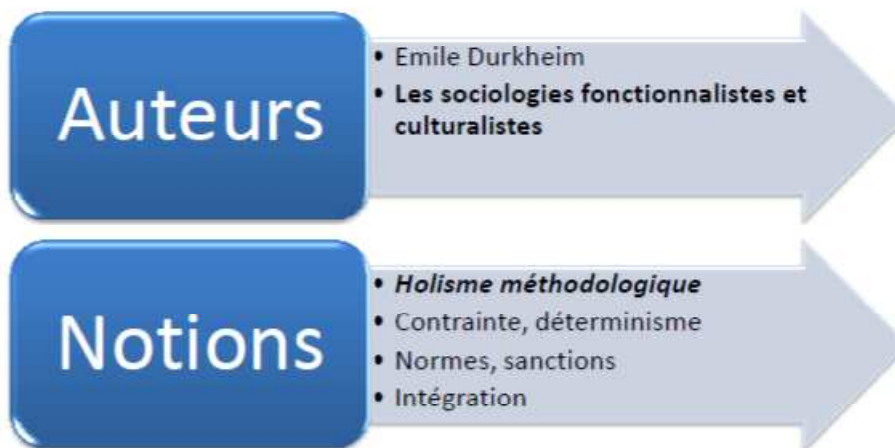 Auteurs
• Emile Durkheim
• Les sociologies fonctionnalistes et
culturalistes
Notions
• Holisme méthodologique
• Contrainte, déterminisme
• Normes, sanctions
• Intégration